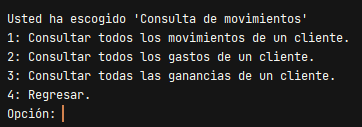 Usted ha escogido 'Consulta de movimientos'
1: Consultar todos los movimientos de un cliente.
2: Consultar todos los gastos de un cliente.
3: Consultar todas las ganancias de un cliente.
4: Regresar.
Opción: